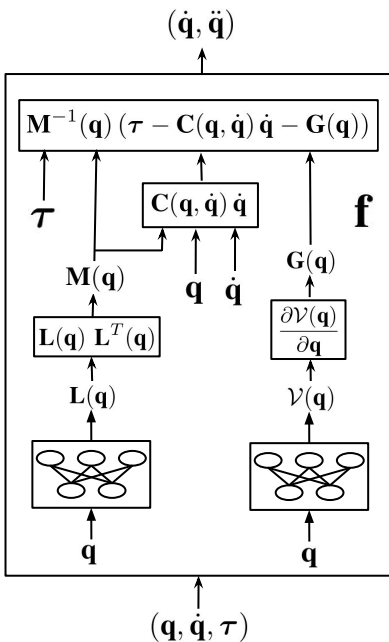 (q̇, q̈)
M⁻¹(q) (τ − C(q, q̇) q̇ − G(q))
τ
C(q, q̇) q̇
f
M(q)
q
q̇
G(q)
L(q) Lᵀ(q)
∂𝒱(q)
∂q
L(q)
𝒱(q)
q
q
(q, q̇, τ)